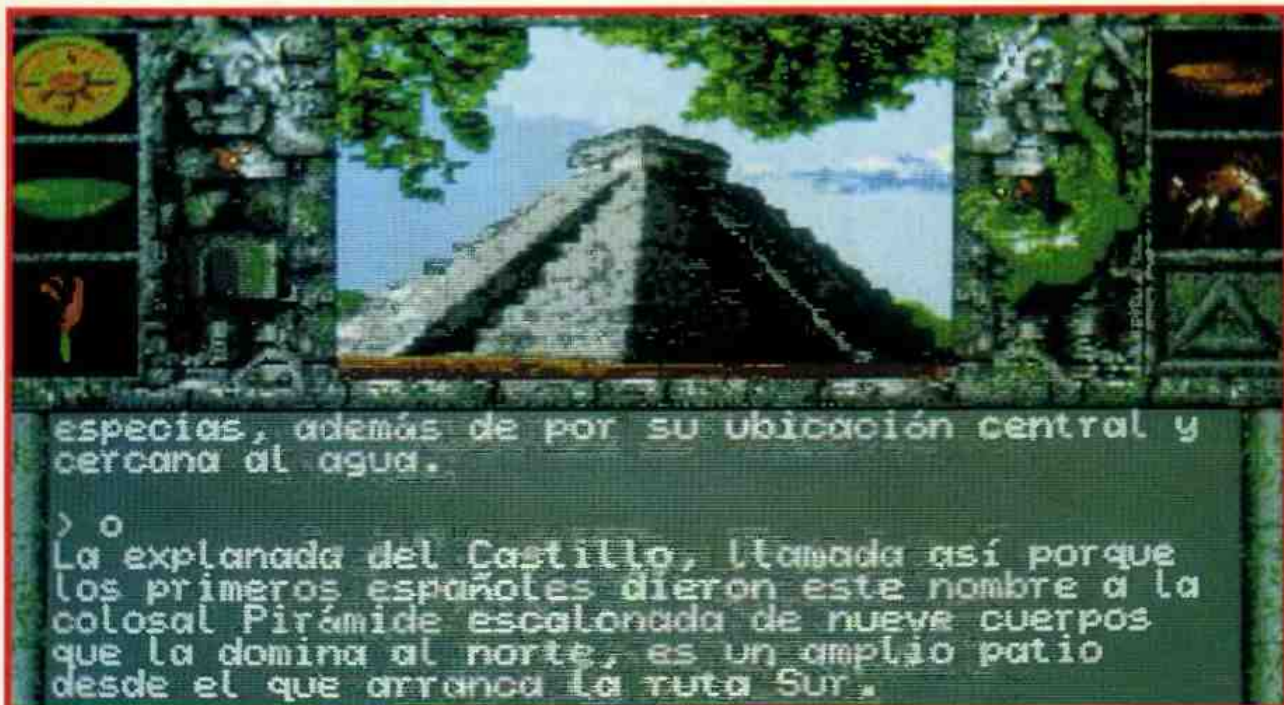 especias, además de por su ubicación central y
cercana al agua.
> o
La explanada del Castillo, llamada así porque
los primeros españoles dieron este nombre a la
colosal Pirámide escalonada de nueve cuerpos
que la domina al norte, es un amplio patio
desde el que arranca la ruta Sur.